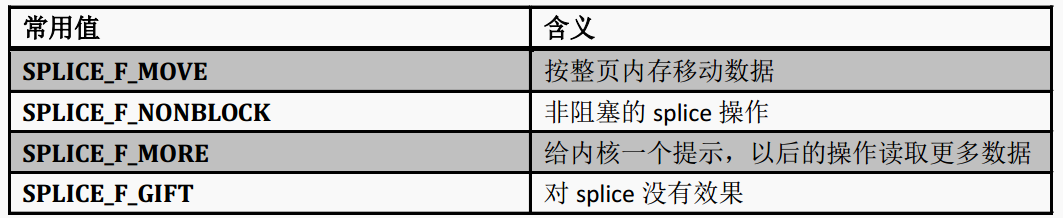 常用值 含义
SPLICE_F_MOVE 按整页内存移动数据
SPLICE_F_NONBLOCK 非阻塞的 splice 操作
SPLICE_F_MORE 给内核一个提示，以后的操作读取更多数据
SPLICE_F_GIFT 对 splice 没有效果